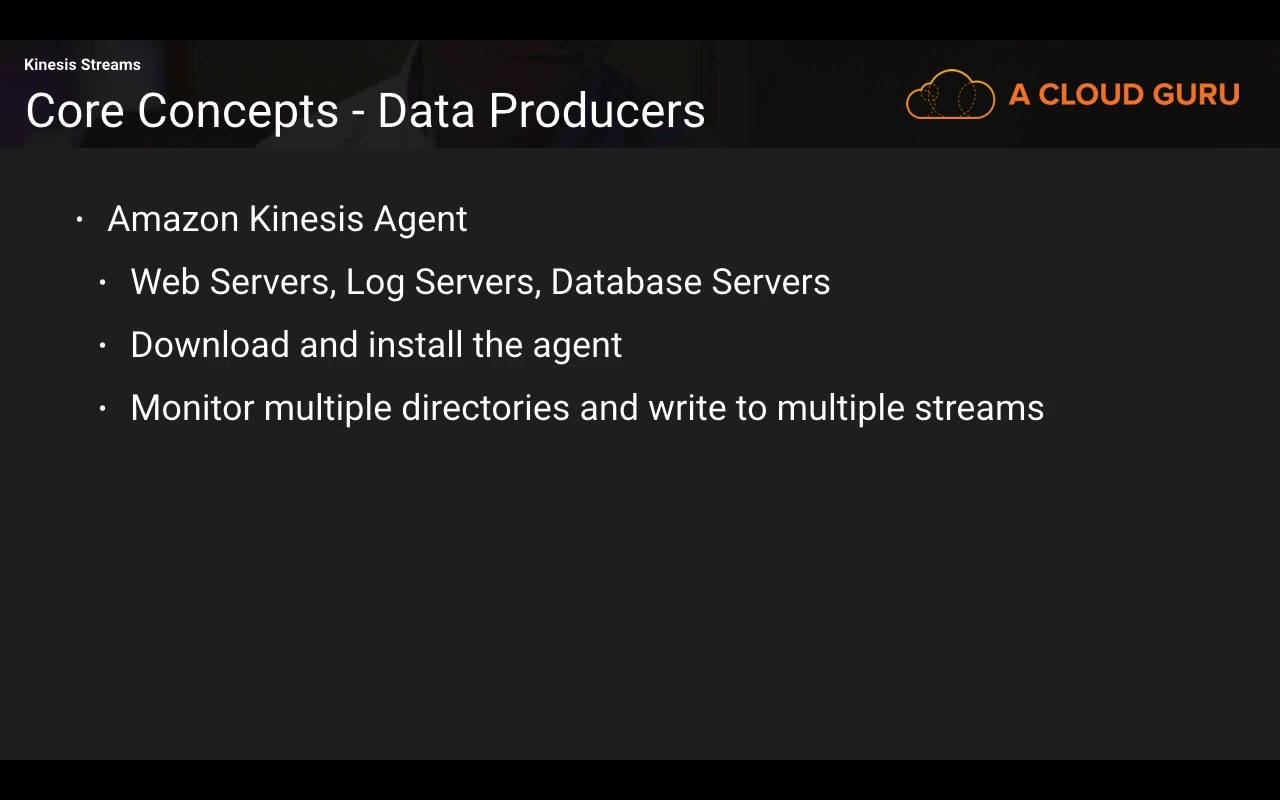 Kinesis Streams
Core Concepts - Data Producers
A CLOUD GURU
• Amazon Kinesis Agent
• Web Servers, Log Servers, Database Servers
• Download and install the agent
• Monitor multiple directories and write to multiple streams